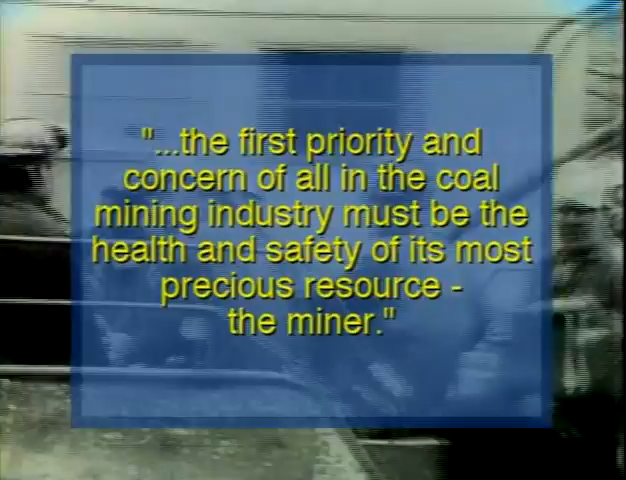 "...the first priority and
concern of all in the coal
mining industry must be the
health and safety of its most
precious resource -
the miner."